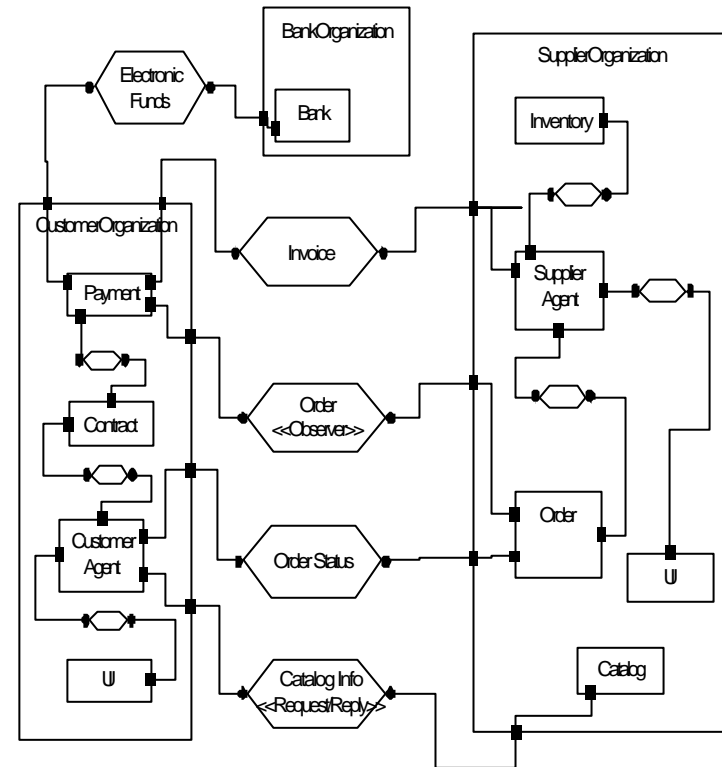 BankOrganization
SupplierOrganization
Electronic
Funds
Bank
Inventory
CustomerOrganization
Invoice
Supplier
Agent
Payment
Order
<<Observer>>
Contract
Order
Customer
Agent
Order Status
UI
UI
Catalog Info
<<Request/Reply>>
Catalog